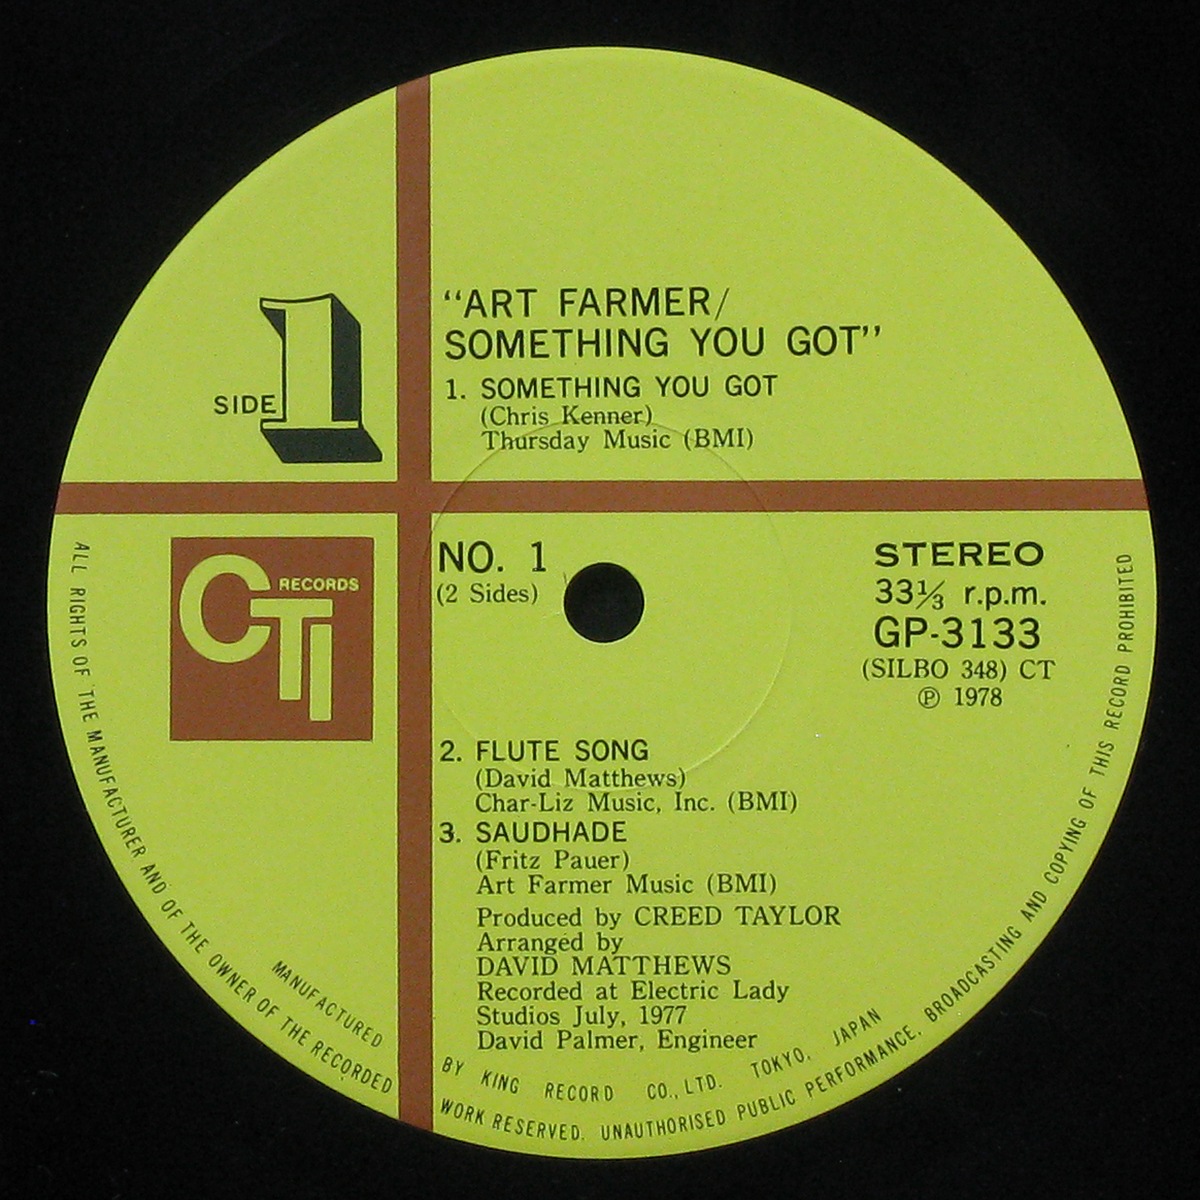 "ART FARMER/
SOMETHING YOU GOT"
SIDE 1
1. SOMETHING YOU GOT
(Chris Kenner)
Thursday Music (BMI)
CTI RECORDS
NO. 1
(2 Sides)
STEREO
33⅓ r.p.m.
GP-3133
(SILBO 348) CT
Ⓟ 1978
2. FLUTE SONG
(David Matthews)
Char-Liz Music, Inc. (BMI)
3. SAUDHADE
(Fritz Pauer)
Art Farmer Music (BMI)
Produced by CREED TAYLOR
Arranged by
DAVID MATTHEWS
Recorded at Electric Lady
Studios July, 1977
David Palmer, Engineer
MANUFACTURED BY KING RECORD CO., LTD. TOKYO, JAPAN
ALL RIGHTS OF THE MANUFACTURER AND OF THE OWNER OF THE RECORDED WORK RESERVED. UNAUTHORISED PUBLIC PERFORMANCE. BROADCASTING AND COPYING OF THIS RECORD PROHIBITED